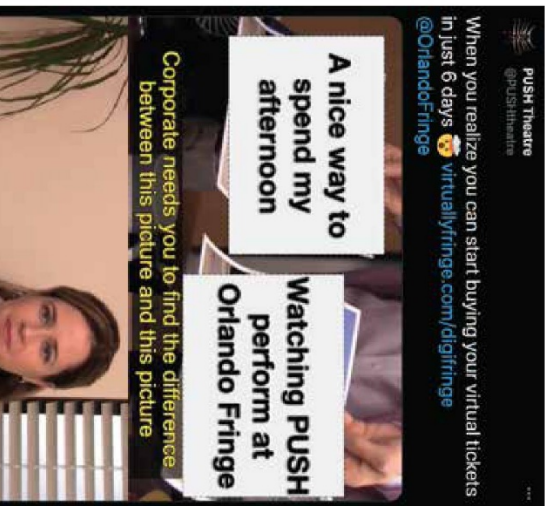 PUSH Theatre
@PUSHtheatre
When you realize you can start buying your virtual tickets
in just 6 days 🤯 virtuallyfringe.com/digifringe
@OrlandoFringe
A nice way to
spend my
afternoon
Watching PUSH
perform at
Orlando Fringe
Corporate needs you to find the difference
between this picture and this picture